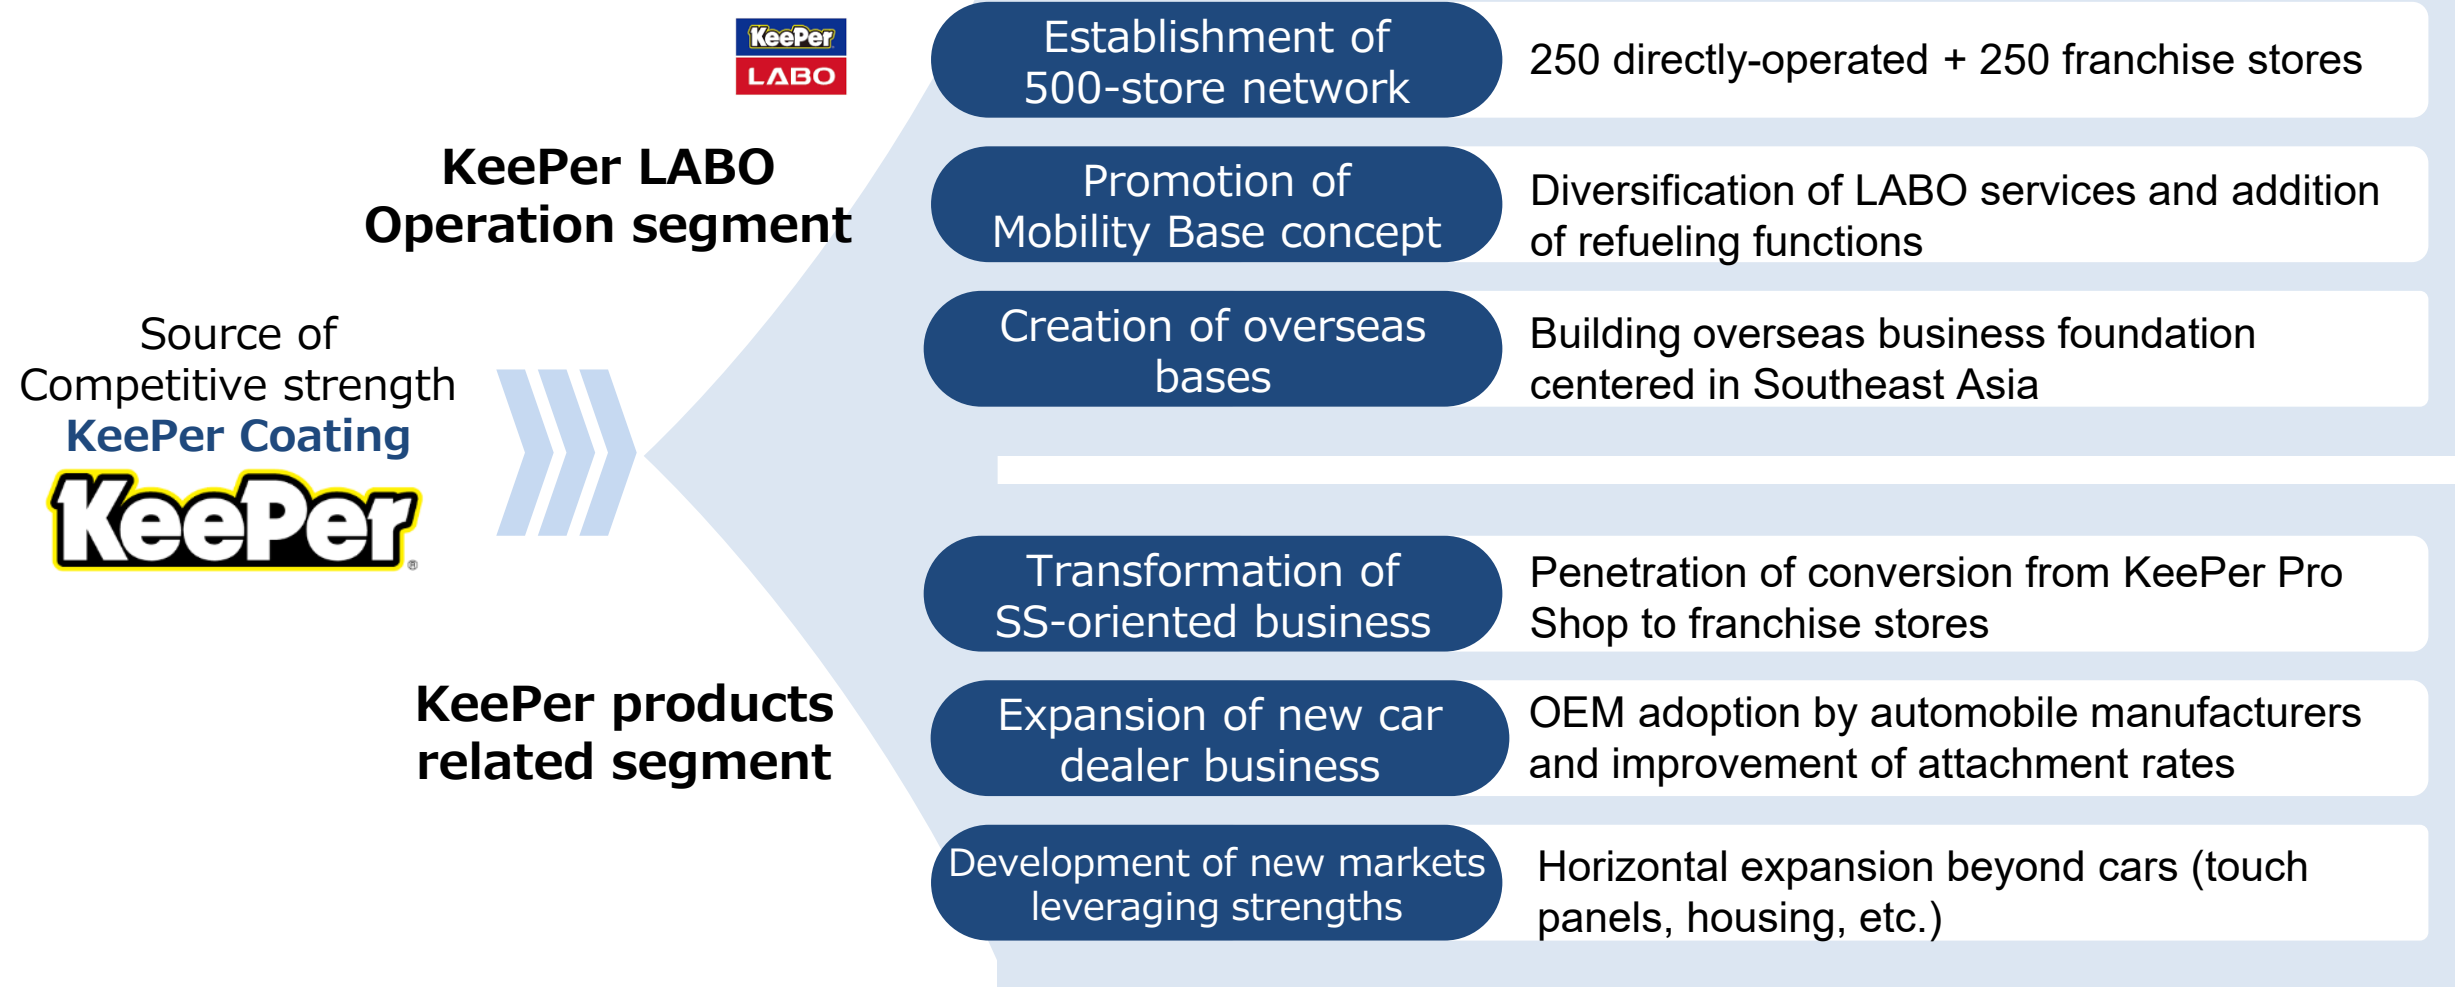 KeePer
LABO
KeePer LABO
Operation segment
Source of
Competitive strength
KeePer Coating
KeePer
®
Establishment of
500-store network
250 directly-operated + 250 franchise stores
Promotion of
Mobility Base concept
Diversification of LABO services and addition
of refueling functions
Creation of overseas
bases
Building overseas business foundation
centered in Southeast Asia
KeePer products
related segment
Transformation of
SS-oriented business
Penetration of conversion from KeePer Pro
Shop to franchise stores
Expansion of new car
dealer business
OEM adoption by automobile manufacturers
and improvement of attachment rates
Development of new markets
leveraging strengths
Horizontal expansion beyond cars (touch
panels, housing, etc.)